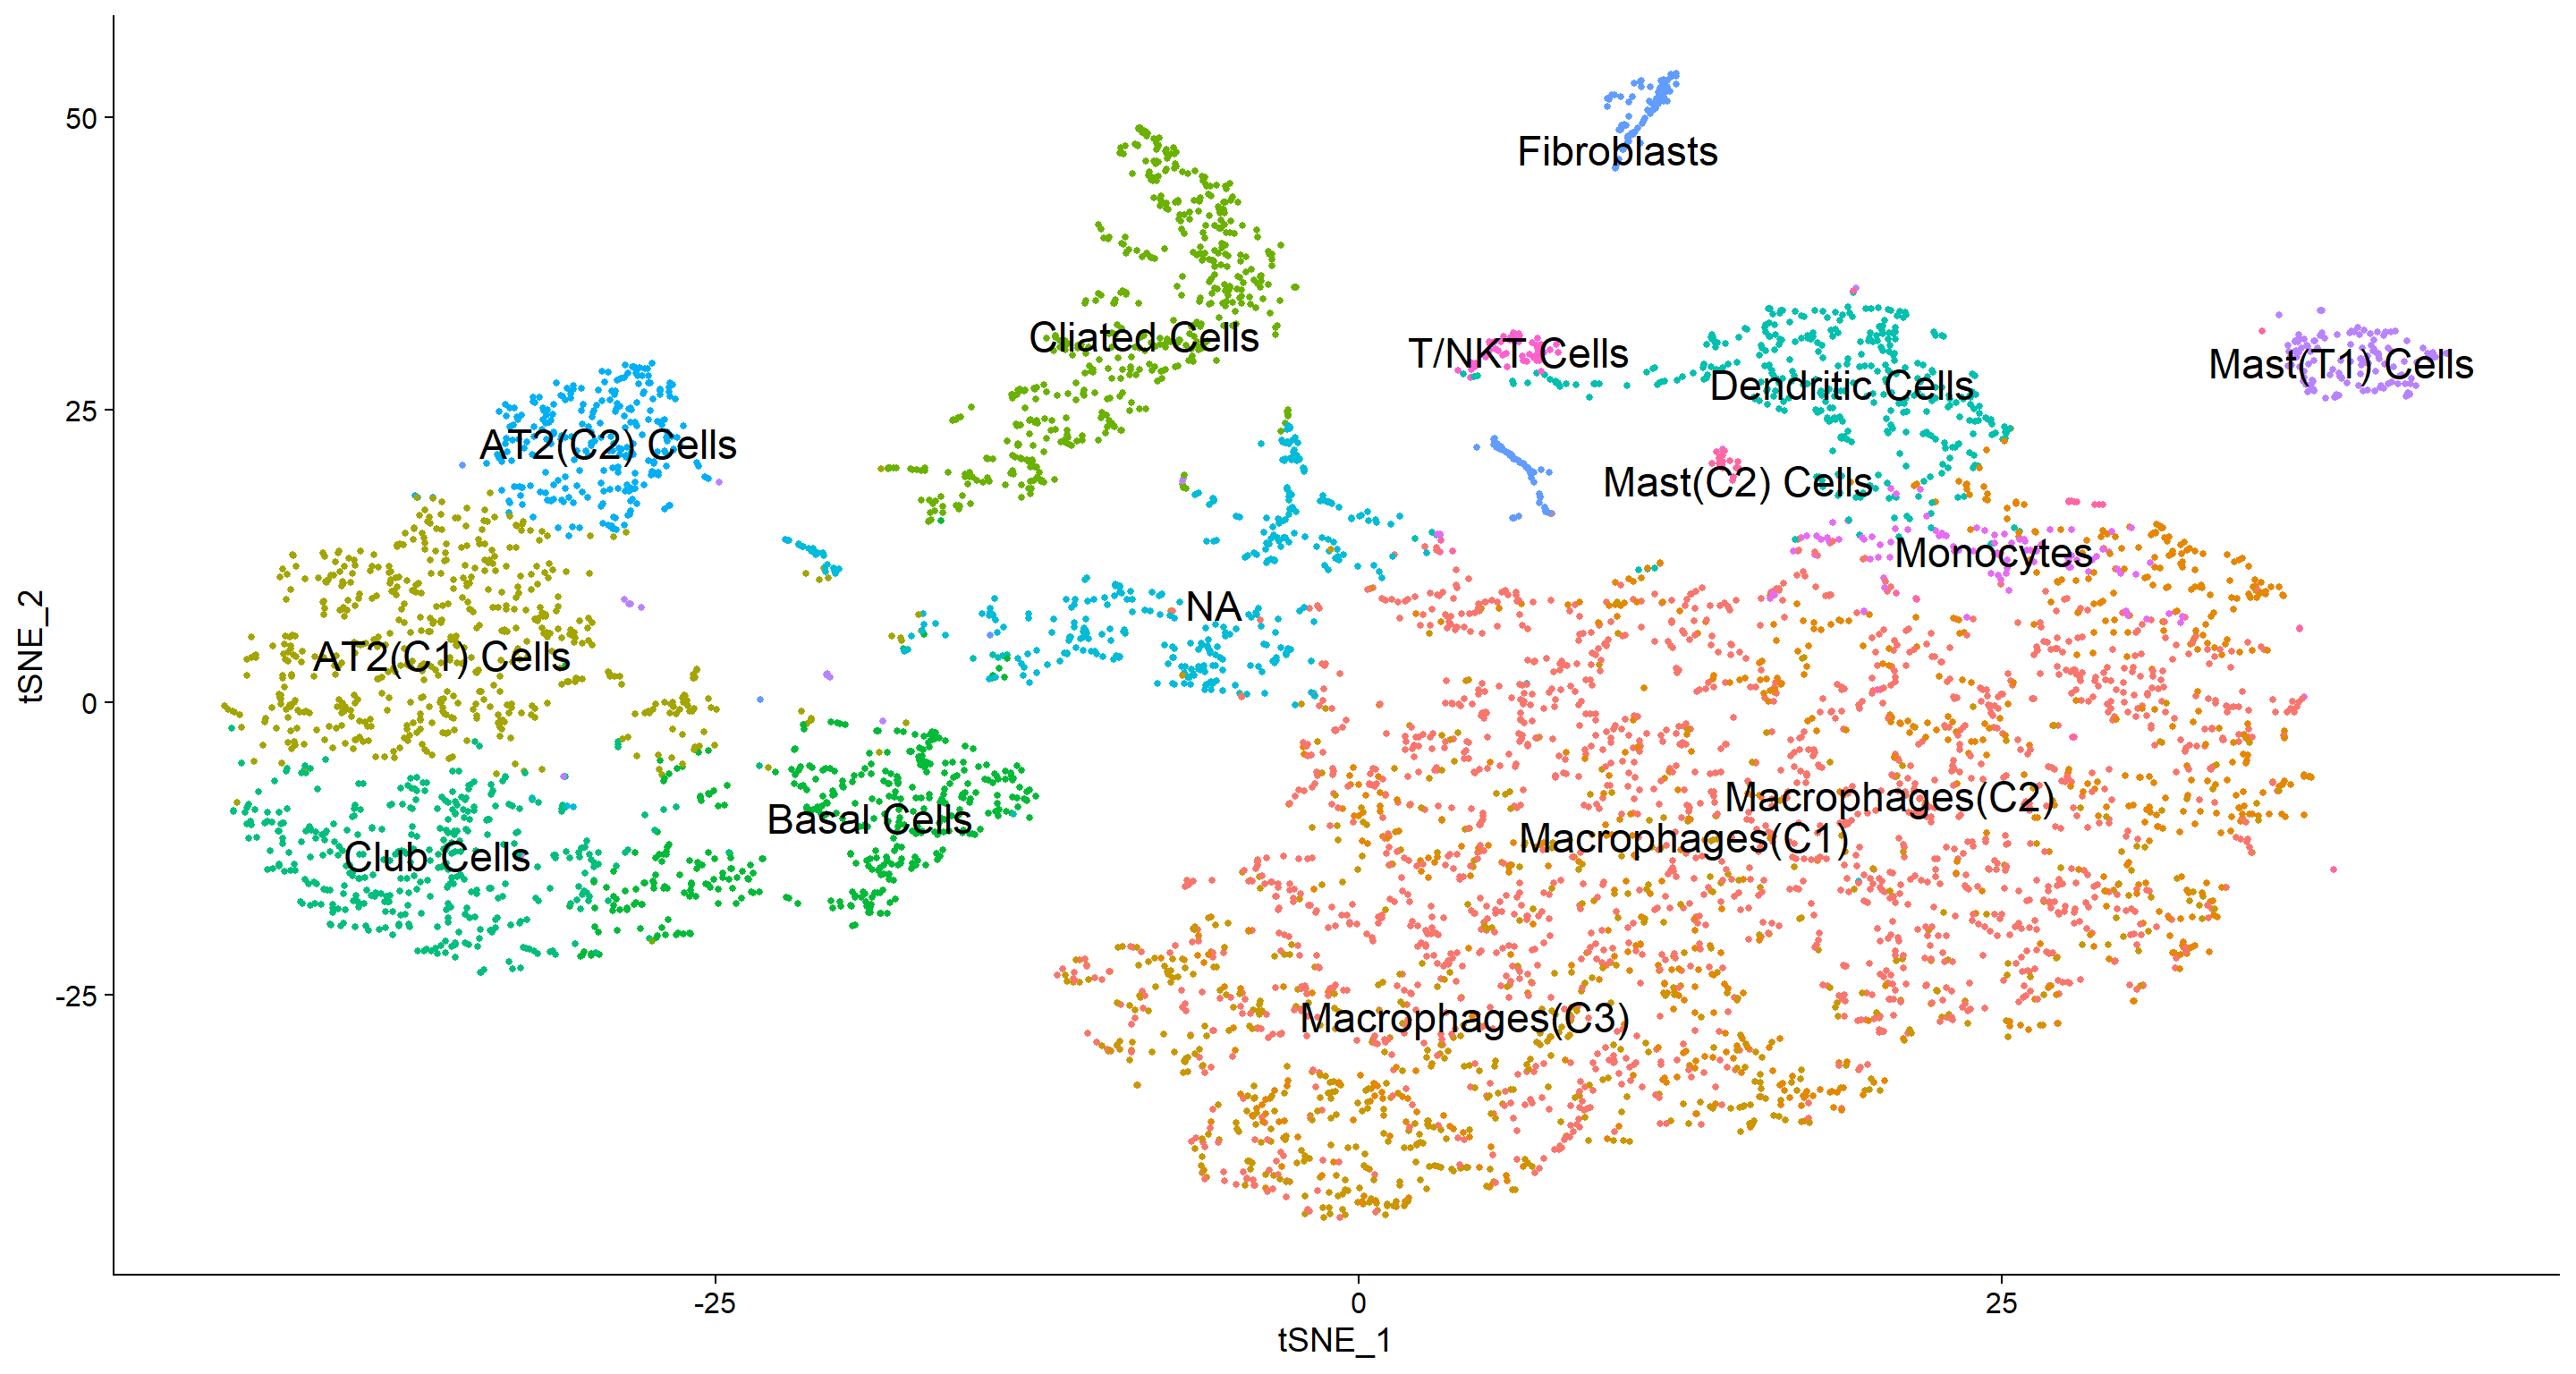 50
Fibroblasts
Cliated Cells
T/NKT Cells
Mast(T1) Cells
Dendritic Cells
25
AT2(C2) Cells
Mast(C2) Cells
Monocytes
NA
tSNE_2
AT2(C1) Cells
0
Macrophages(C2)
Basal Cells
Macrophages(C1)
Club Cells
-25
Macrophages(C3)
-25
0
25
tSNE_1